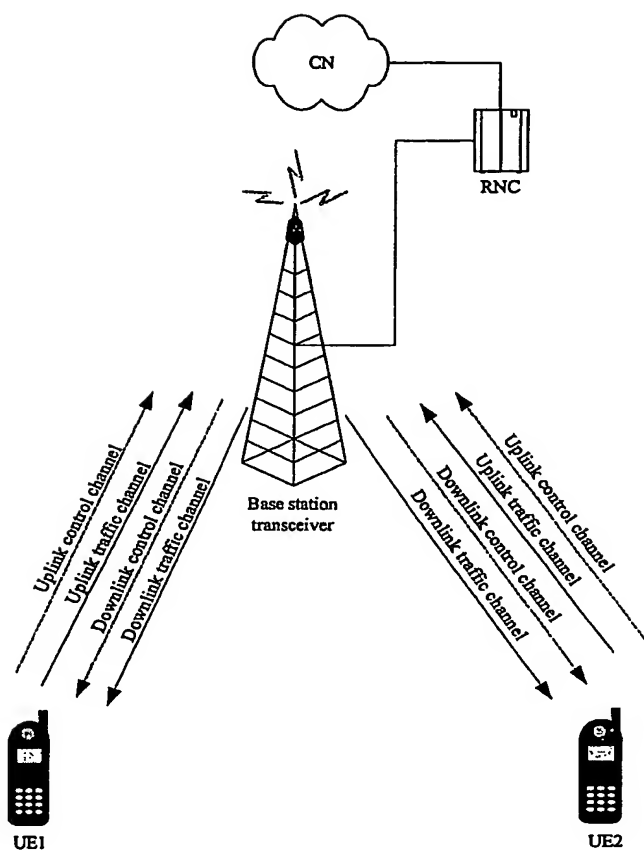 CN
RNC
Base station
transceiver
Uplink control channel
Uplink traffic channel
Downlink control channel
Downlink traffic channel
Uplink control channel
Uplink traffic channel
Downlink control channel
Downlink traffic channel
UE1
UE2